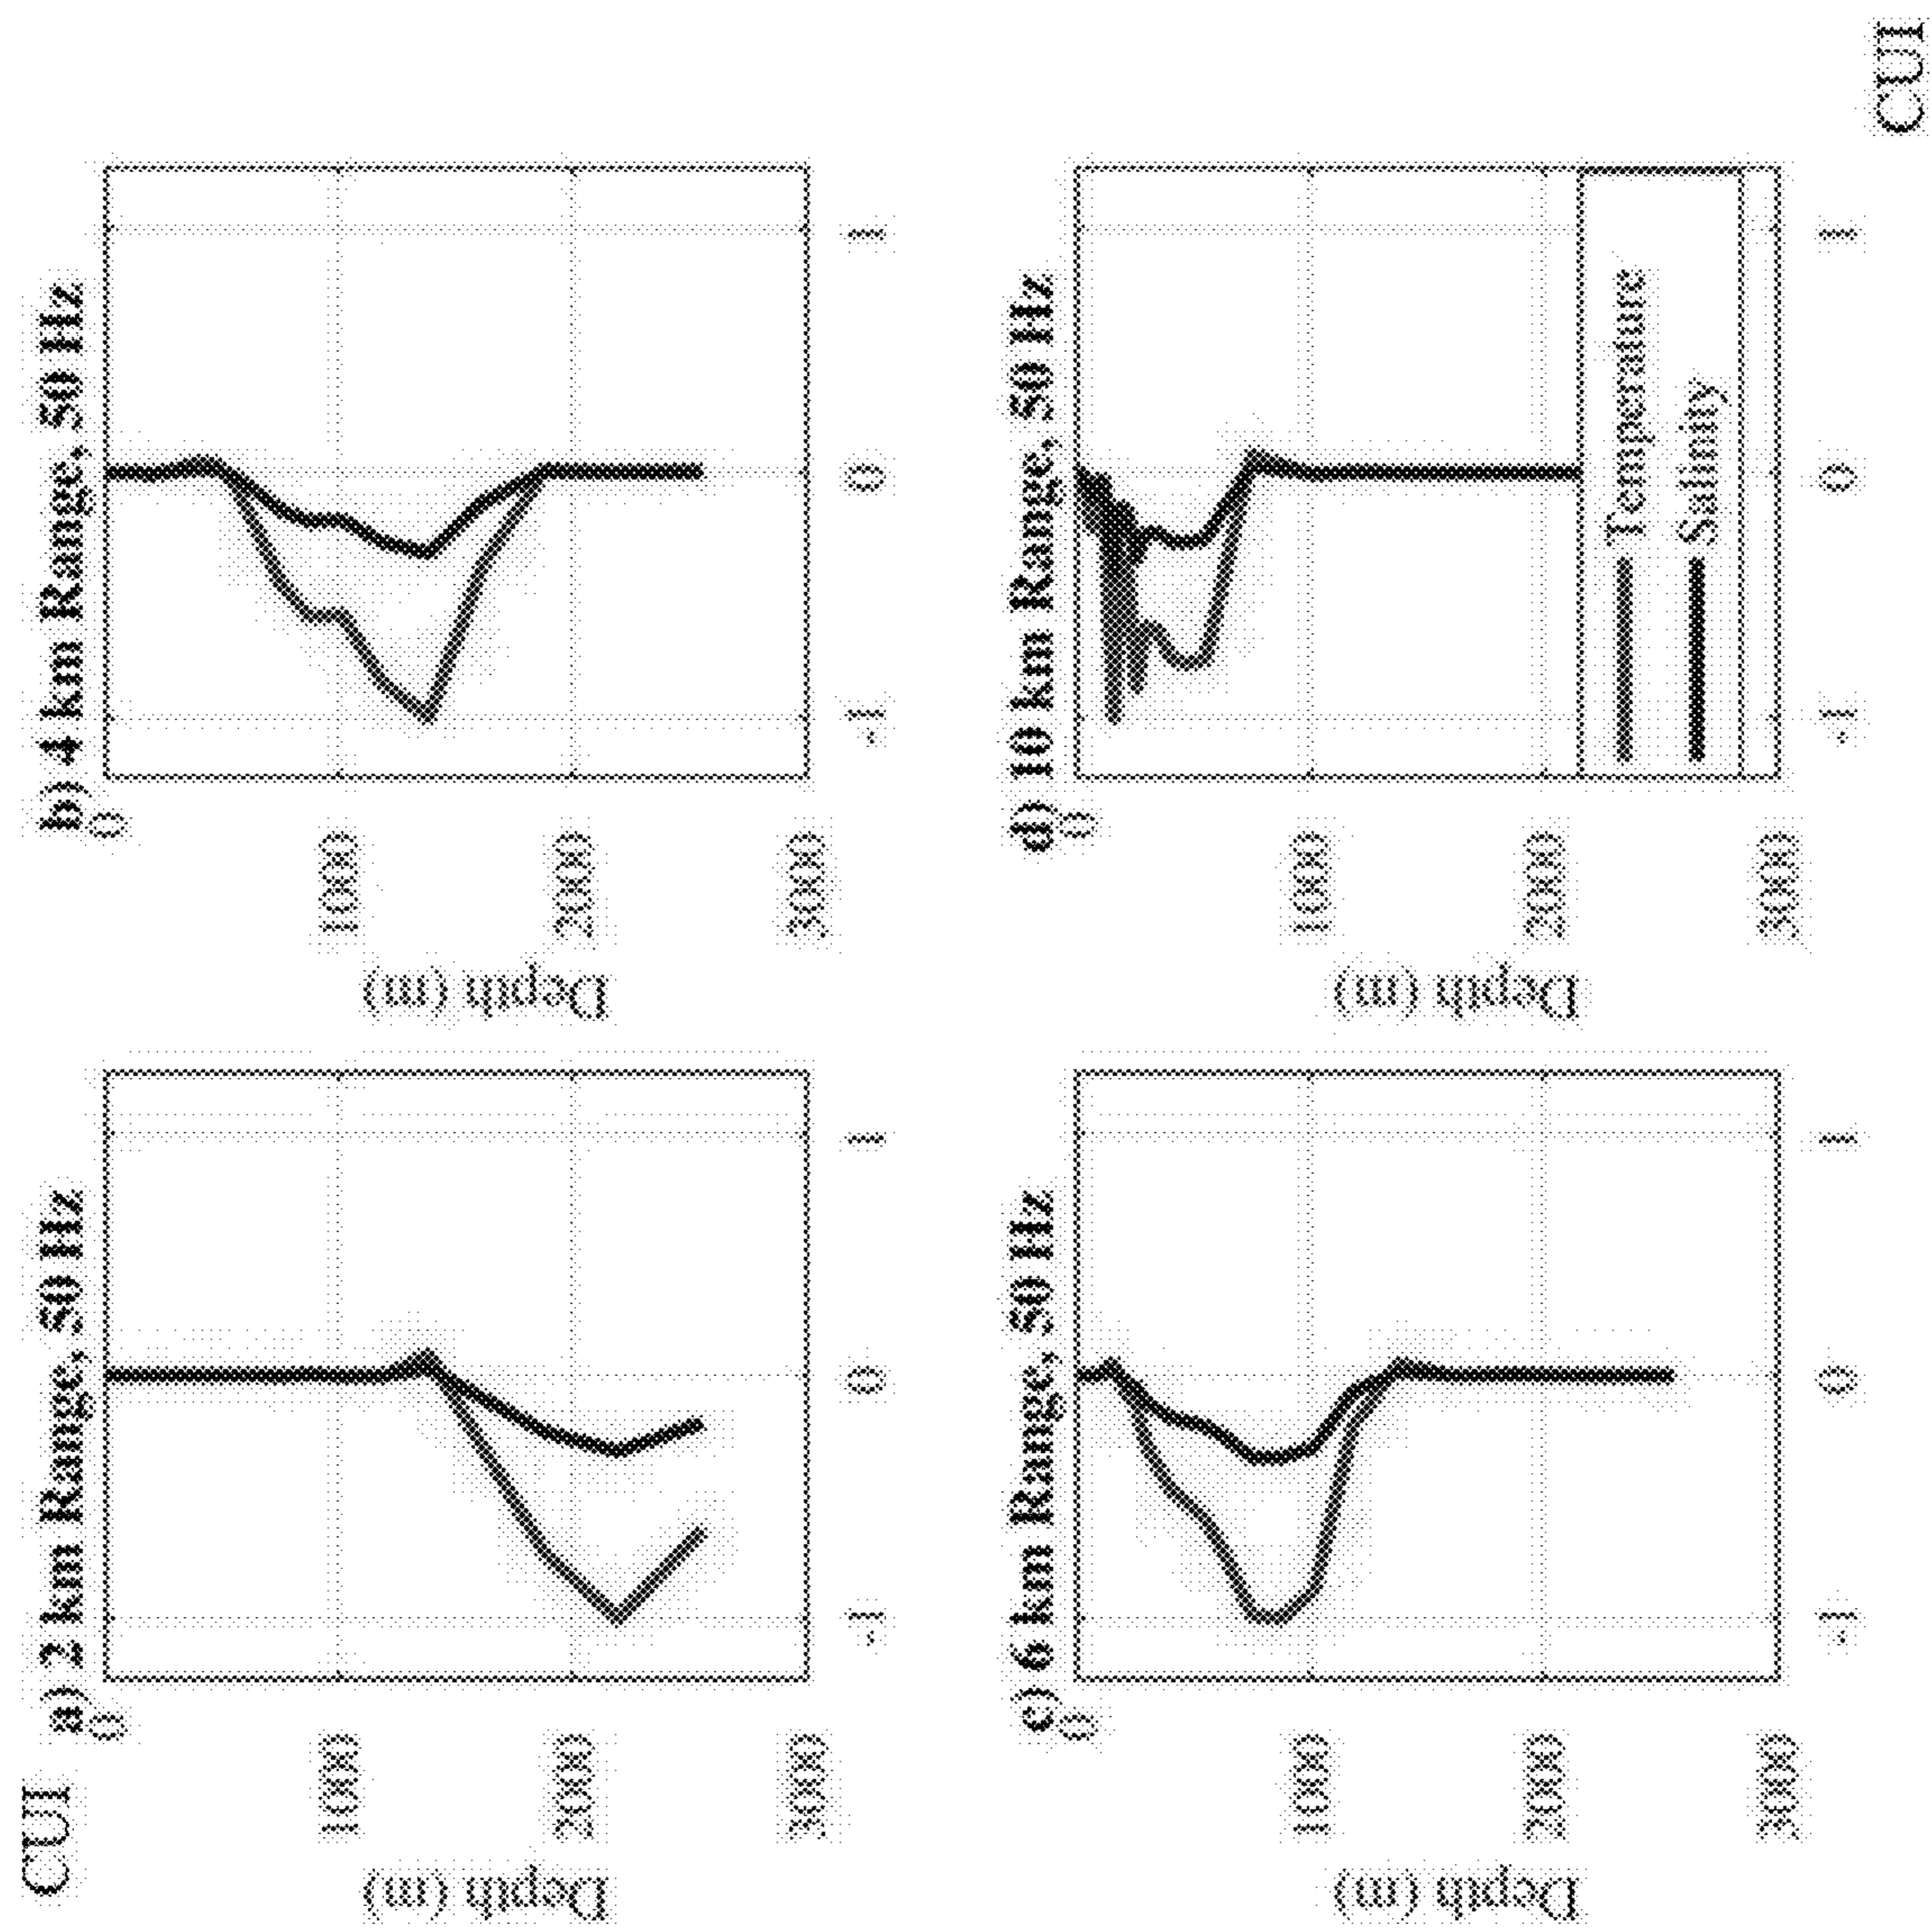 CUI
a) 2 km Range, 50 Hz
0
1000
2000
3000
Depth (m)
-1
0
1
b) 4 km Range, 50 Hz
0
1000
2000
3000
Depth (m)
-1
0
1
c) 6 km Range, 50 Hz
0
1000
2000
3000
Depth (m)
-1
0
1
d) 10 km Range, 50 Hz
0
1000
2000
3000
Depth (m)
Temperature
Salinity
-1
0
1
CUI